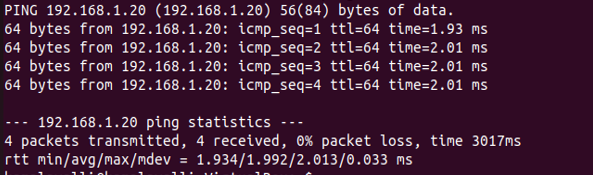 PING 192.168.1.20 (192.168.1.20) 56(84) bytes of data.
64 bytes from 192.168.1.20: icmp_seq=1 ttl=64 time=1.93 ms
64 bytes from 192.168.1.20: icmp_seq=2 ttl=64 time=2.01 ms
64 bytes from 192.168.1.20: icmp_seq=3 ttl=64 time=2.01 ms
64 bytes from 192.168.1.20: icmp_seq=4 ttl=64 time=2.01 ms

--- 192.168.1.20 ping statistics ---
4 packets transmitted, 4 received, 0% packet loss, time 3017ms
rtt min/avg/max/mdev = 1.934/1.992/2.013/0.033 ms